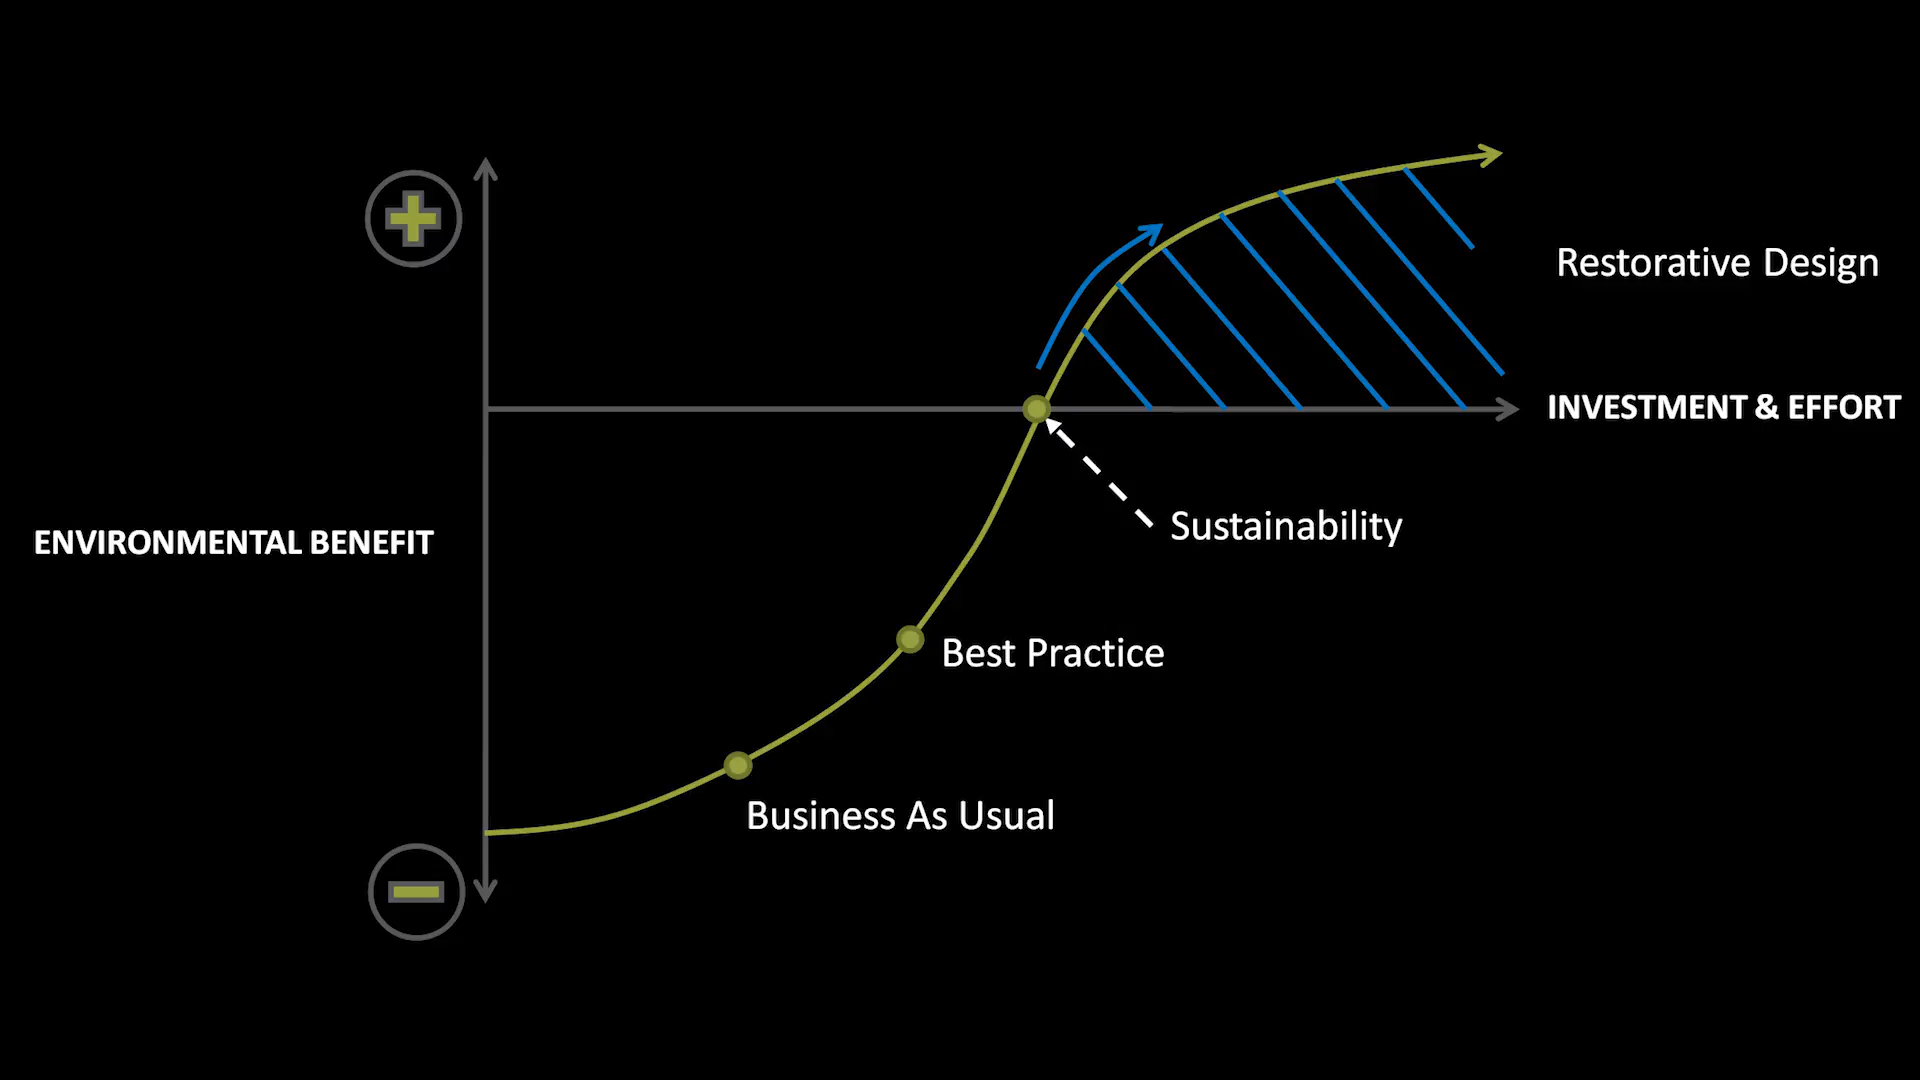 Restorative Design
INVESTMENT & EFFORT
Sustainability
ENVIRONMENTAL BENEFIT
Best Practice
Business As Usual